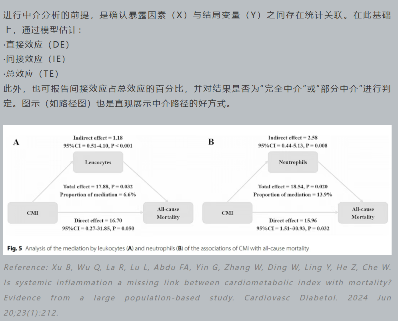 进行中介分析的前提，是确认暴露因素（X）与结局变量（Y）之间存在统计关联。在此基础
上，通过模型估计：
·直接效应（DE）
·间接效应（IE）
·总效应（TE）
此外，也可报告间接效应占总效应的百分比，并对结果是否为“完全中介”或“部分中介”进行判
定。图示（如路径图）也是直观展示中介路径的好方式。
A
Indirect effect = 1.18
95%CI = 0.51-4.10, P < 0.001
Leucocytes
Total effect = 17.88, P = 0.032
Proportion of mediation = 6.6%
CMI
All-cause
Mortality
Direct effect = 16.70
95%CI = 0.27-31.85, P = 0.050
B
Indirect effect = 2.58
95%CI = 0.44-5.13, P = 0.008
Neutrophils
Total effect = 18.54, P = 0.020
Proportion of mediation = 13.9%
CMI
All-cause
Mortality
Direct effect = 15.96
95%CI = 1.51-30.93, P = 0.032
Fig. 5 Analysis of the mediation by leukocytes (A) and neutrophils (B) of the associations of CMI with all-cause mortality
Reference: Xu B, Wu Q, La R, Lu L, Abdu FA, Yin G, Zhang W, Ding W, Ling Y, He Z, Che W.
Is systemic inflammation a missing link between cardiometabolic index with mortality?
Evidence from a large population-based study. Cardiovasc Diabetol. 2024 Jun
20;23(1):212.